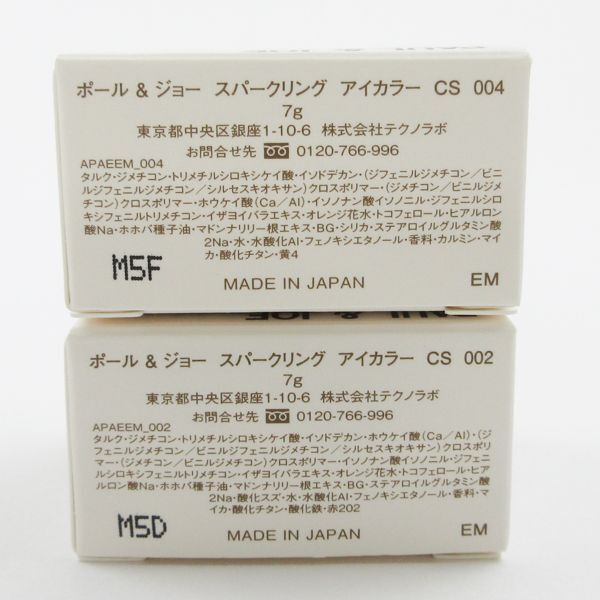 ポール & ジョー スパークリング アイカラー CS 004
7g
東京都中央区銀座1-10-6 株式会社テクノラボ
お問合せ先 0120-766-996
APAEEM_004
タルク・ジメチコン・トリメチルシロキシケイ酸・イソドデカン・(ジフェニルジメチコン/ビニ
ルジフェニルジメチコン/シルセスキオキサン)クロスポリマー・(ジメチコン/ビニルジメ
チコン)クロスポリマー・ホウケイ酸(Ca/Al)・イソノナン酸イソノニル・ジフェニルシロ
キシフェニルトリメチコン・イザヨイバラエキス・オレンジ花水・トコフェロール・ヒアルロン
酸Na・ホホバ種子油・マドンナリリー根エキス・BG・シリカ・ステアロイルグルタミン酸
2Na・水・水酸化Al・フェノキシエタノール・香料・カルミン・マイ
カ・酸化チタン・黄4
M5F
MADE IN JAPAN
EM
PAUL & JOE
ポール & ジョー スパークリング アイカラー CS 002
7g
東京都中央区銀座1-10-6 株式会社テクノラボ
お問合せ先 0120-766-996
APAEEM_002
タルク・ジメチコン・トリメチルシロキシケイ酸・イソドデカン・ホウケイ酸(Ca/Al)・(ジ
フェニルジメチコン/ビニルジフェニルジメチコン/シルセスキオキサン)クロスポリ
マー・(ジメチコン/ビニルジメチコン)クロスポリマー・イソノナン酸イソノニル・ジフェニ
ルシロキシフェニルトリメチコン・イザヨイバラエキス・オレンジ花水・トコフェロール・ヒア
ルロン酸Na・ホホバ種子油・マドンナリリー根エキス・BG・ステアロイルグルタミン酸
2Na・酸化スズ・水・水酸化Al・フェノキシエタノール・香料・マ
イカ・酸化チタン・酸化鉄・赤202
M5D
MADE IN JAPAN
EM